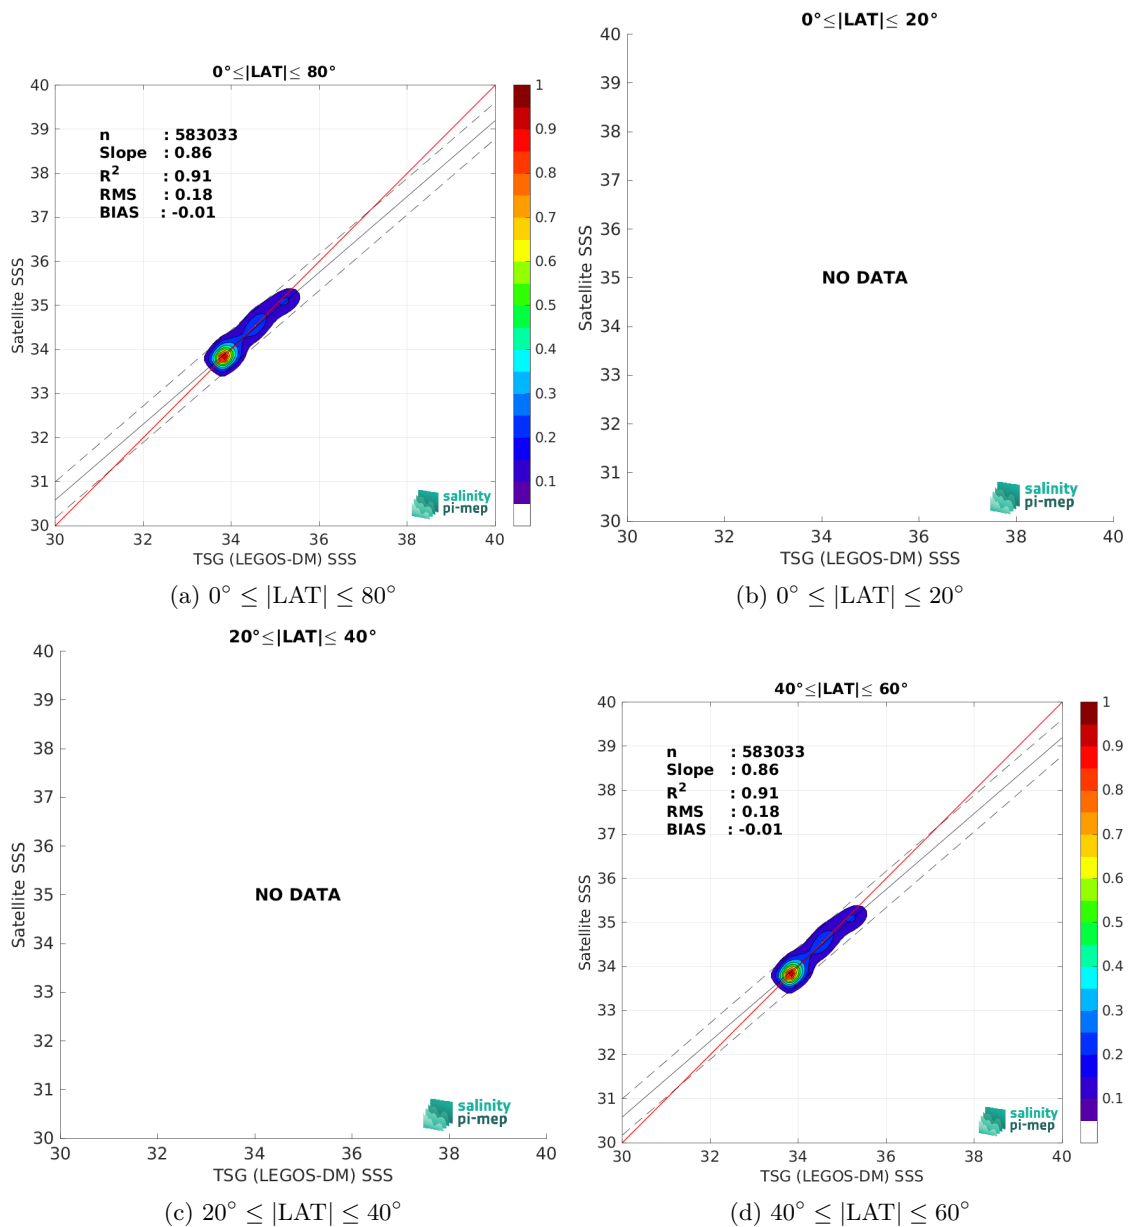 0°≤|LAT|≤ 80°
40
39
38
37
36
35
34
33
32
31
30
Satellite SSS
n : 583033
Slope : 0.86
R² : 0.91
RMS : 0.18
BIAS : -0.01
salinity
pi-mep
30 32 34 36 38 40
TSG (LEGOS-DM) SSS
1
0.9
0.8
0.7
0.6
0.5
0.4
0.3
0.2
0.1
(a) 0° ≤ |LAT| ≤ 80°
0°≤|LAT|≤ 20°
40
39
38
37
36
35
34
33
32
31
30
Satellite SSS
NO DATA
salinity
pi-mep
30 32 34 36 38 40
TSG (LEGOS-DM) SSS
(b) 0° ≤ |LAT| ≤ 20°
20°≤|LAT|≤ 40°
40
39
38
37
36
35
34
33
32
31
30
Satellite SSS
NO DATA
salinity
pi-mep
30 32 34 36 38 40
TSG (LEGOS-DM) SSS
(c) 20° ≤ |LAT| ≤ 40°
40°≤|LAT|≤ 60°
40
39
38
37
36
35
34
33
32
31
30
Satellite SSS
n : 583033
Slope : 0.86
R² : 0.91
RMS : 0.18
BIAS : -0.01
salinity
pi-mep
30 32 34 36 38 40
TSG (LEGOS-DM) SSS
1
0.9
0.8
0.7
0.6
0.5
0.4
0.3
0.2
0.1
(d) 40° ≤ |LAT| ≤ 60°